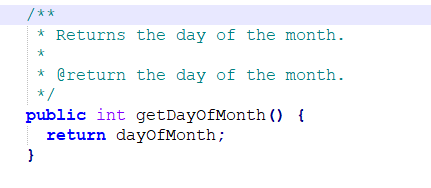 /**
 * Returns the day of the month.
 *
 * @return the day of the month.
 */
public int getDayOfMonth() {
  return dayOfMonth;
}